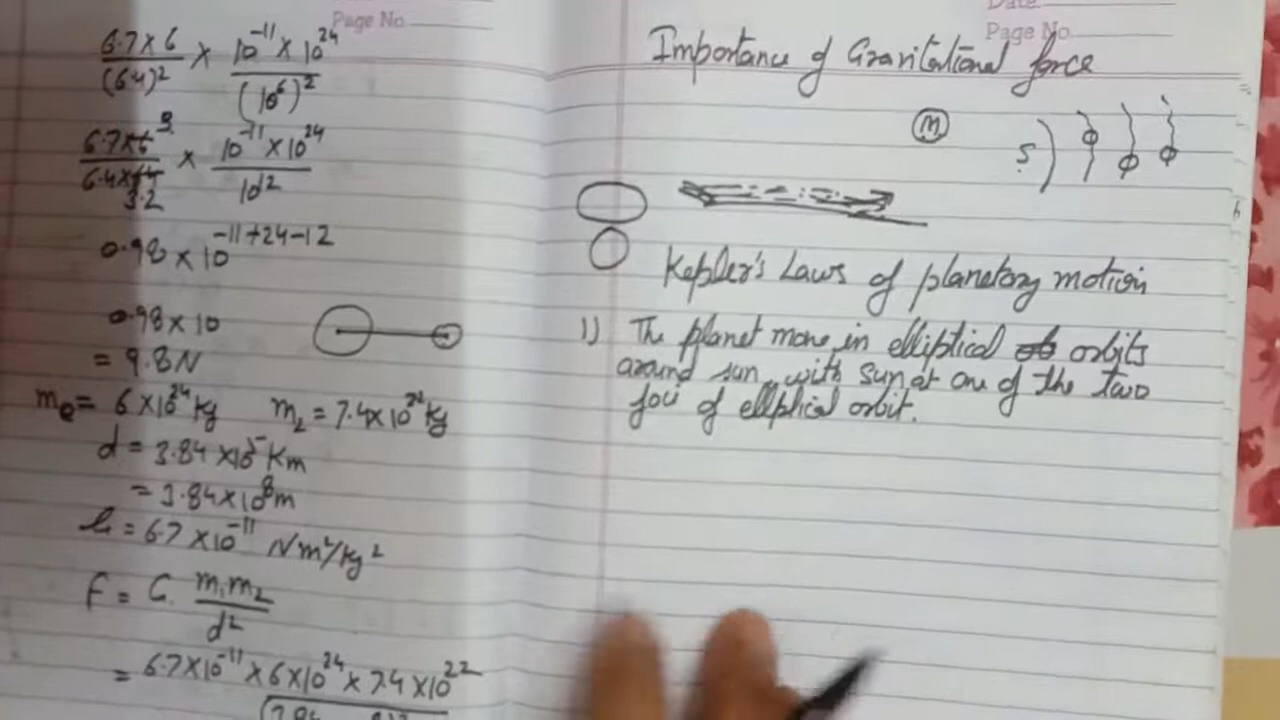 Page No.
6.7 x 6 / (6.4)² x 10⁻¹¹ x 10²⁴ / (10⁶)²
6.7 x 6 3 / 6.4 x 6.4 3.2 x 10⁻¹¹ x 10²⁴ / 10¹²
0.98 x 10⁻¹¹⁺²⁴⁻¹²
0.98 x 10
= 9.8 N
me = 6 x 10²⁴ kg m₂ = 7.4 x 10²² kg
d = 3.84 x 10⁵ Km
= 3.84 x 10⁸ m
G = 6.7 x 10⁻¹¹ Nm²/kg²
F = G m₁m₂ / d²
= 6.7 x 10⁻¹¹ x 6 x 10²⁴ x 7.4 x 10²²
Date
Page No.
Importance of Gravitational force
M
S
Kepler's Laws of planetory motion
1) The planet move in elliptical orbits
around sun, with sun at one of the two
foci of elliptical orbit.